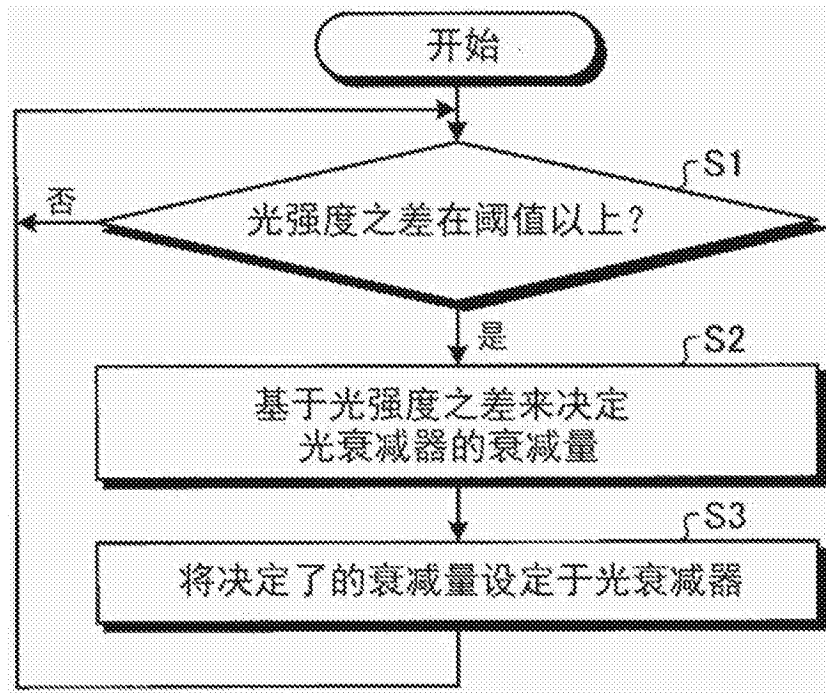 开始
S1
否
光强度之差在阈值以上?
是
S2
基于光强度之差来决定
光衰减器的衰减量
S3
将决定了的衰减量设定于光衰减器